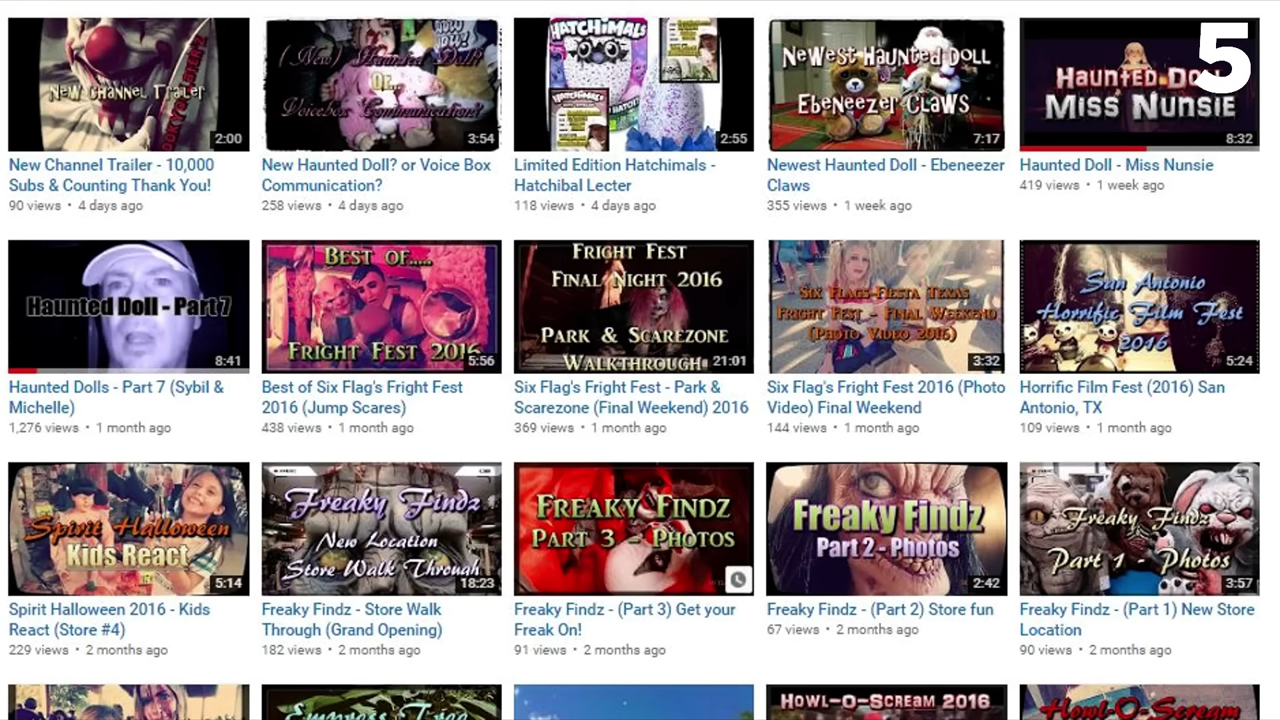 NeW CHaNNeL TRaiLeR
2:00
WOW
WOW!
(New) Haunted Doll?
Or...
Voicebox Communication?
3:54
HATCHiMALS
2:55
NeWeST HauNTeD DOLL
EbeNeeZeR CLaWS
7:17
HauNTeD DOLL
MISS NUNSIE
8:32
5
New Channel Trailer - 10,000
Subs & Counting Thank You!
90 views • 4 days ago
New Haunted Doll? or Voice Box
Communication?
258 views • 4 days ago
Limited Edition Hatchimals -
Hatchibal Lecter
118 views • 4 days ago
Newest Haunted Doll - Ebeneezer
Claws
355 views • 1 week ago
Haunted Doll - Miss Nunsie
419 views • 1 week ago
Haunted Doll - Part 7
8:41
BEST OF.....
FRIGHT FEST 2016
5:56
FRIGHT FEST
FINAL NIGHT 2016
PARK & SCAREZONE
WALKTHROUGH
21:01
SIX FLAGS-FIESTA TEXAS
FRIGHT FEST - FINAL WEEKEND
(PHOTO VIDEO 2016)
3:32
San Antonio
Horrific Film Fest
2016
5:24
Haunted Dolls - Part 7 (Sybil &
Michelle)
1,276 views • 1 month ago
Best of Six Flag's Fright Fest
2016 (Jump Scares)
438 views • 1 month ago
Six Flag's Fright Fest - Park &
Scarezone (Final Weekend) 2016
369 views • 1 month ago
Six Flag's Fright Fest 2016 (Photo
Video) Final Weekend
144 views • 1 month ago
Horrific Film Fest (2016) San
Antonio, TX
109 views • 1 month ago
Spirit Halloween
Kids React
5:14
Freaky Findz
New Location
Store Walk Through
18:23
FREAKY FINDZ
PART 3 - PHOTOS
Freaky Findz
Part 2 - Photos
2:42
Freaky Findz
Part 1 - Photos
3:57
Spirit Halloween 2016 - Kids
React (Store #4)
229 views • 2 months ago
Freaky Findz - Store Walk
Through (Grand Opening)
182 views • 2 months ago
Freaky Findz - (Part 3) Get your
Freak On!
91 views • 2 months ago
Freaky Findz - (Part 2) Store fun
67 views • 2 months ago
Freaky Findz - (Part 1) New Store
Location
90 views • 2 months ago
Empress Tree
HOWL-O-SCREAM 2016
Howl-O-Scream